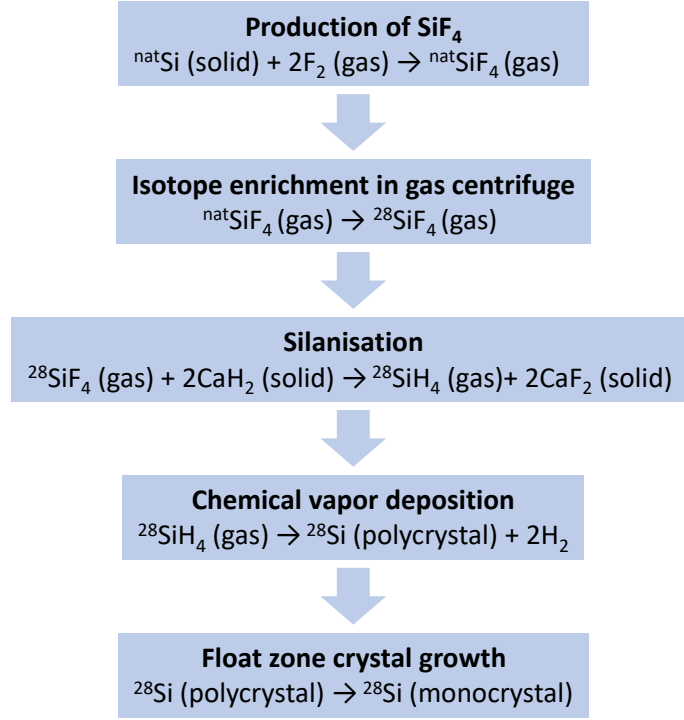 Production of SiF₄
ⁿᵃᵗSi (solid) + 2F₂ (gas) → ⁿᵃᵗSiF₄ (gas)
Isotope enrichment in gas centrifuge
ⁿᵃᵗSiF₄ (gas) → ²⁸SiF₄ (gas)
Silanisation
²⁸SiF₄ (gas) + 2CaH₂ (solid) → ²⁸SiH₄ (gas)+ 2CaF₂ (solid)
Chemical vapor deposition
²⁸SiH₄ (gas) → ²⁸Si (polycrystal) + 2H₂
Float zone crystal growth
²⁸Si (polycrystal) → ²⁸Si (monocrystal)